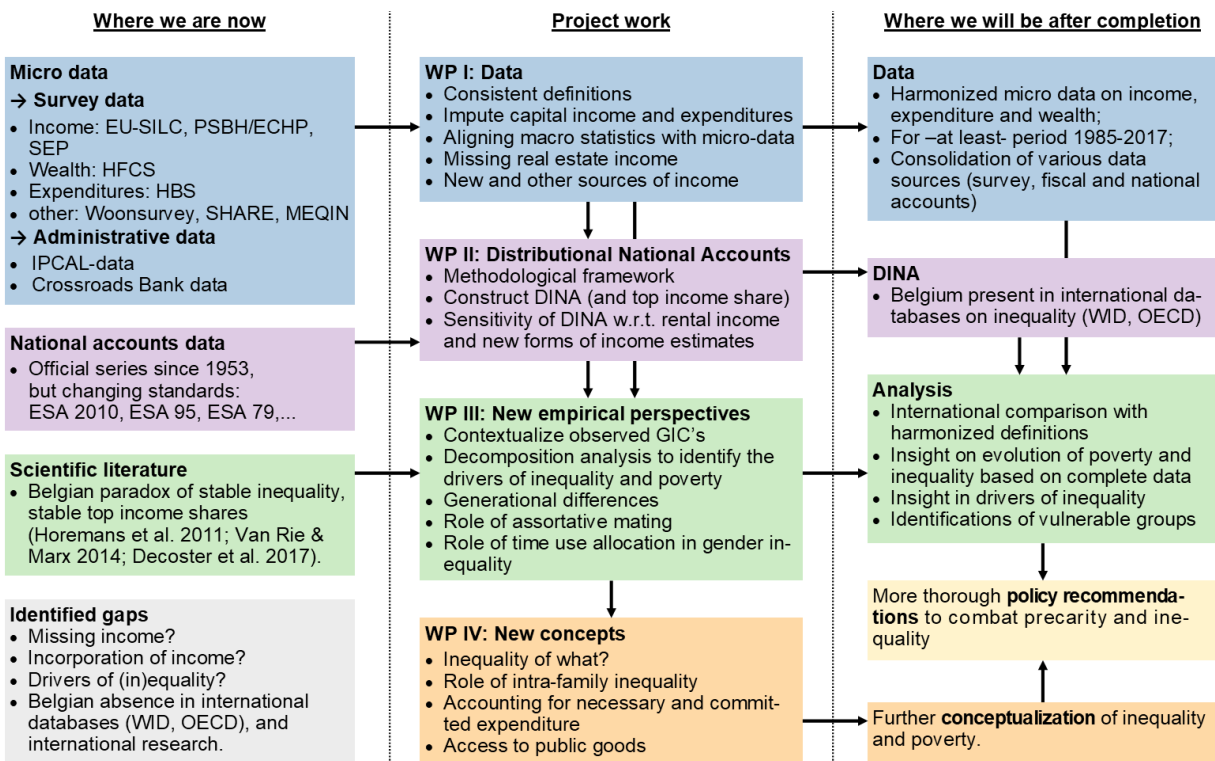 Where we are now
Micro data
→ Survey data
• Income: EU-SILC, PSBH/ECHP,
SEP
• Wealth: HFCS
• Expenditures: HBS
• other: Woonsurvey, SHARE, MEQIN
→ Administrative data
• IPCAL-data
• Crossroads Bank data
National accounts data
• Official series since 1953,
but changing standards:
ESA 2010, ESA 95, ESA 79,...
Scientific literature
• Belgian paradox of stable inequality,
stable top income shares
(Horemans et al. 2011; Van Rie &
Marx 2014; Decoster et al. 2017).
Identified gaps
• Missing income?
• Incorporation of income?
• Drivers of (in)equality?
• Belgian absence in international
databases (WID, OECD), and
international research.
Project work
WP I: Data
• Consistent definitions
• Impute capital income and expenditures
• Aligning macro statistics with micro-data
• Missing real estate income
• New and other sources of income
WP II: Distributional National Accounts
• Methodological framework
• Construct DINA (and top income share)
• Sensitivity of DINA w.r.t. rental income
and new forms of income estimates
WP III: New empirical perspectives
• Contextualize observed GIC's
• Decomposition analysis to identify the
drivers of inequality and poverty
• Generational differences
• Role of assortative mating
• Role of time use allocation in gender in-
equality
WP IV: New concepts
• Inequality of what?
• Role of intra-family inequality
• Accounting for necessary and commit-
ted expenditure
• Access to public goods
Where we will be after completion
Data
• Harmonized micro data on income,
expenditure and wealth;
• For –at least- period 1985-2017;
• Consolidation of various data
sources (survey, fiscal and national
accounts)
DINA
• Belgium present in international da-
tabases on inequality (WID, OECD)
Analysis
• International comparison with
harmonized definitions
• Insight on evolution of poverty and
inequality based on complete data
• Insight in drivers of inequality
• Identifications of vulnerable groups
More thorough policy recommenda-
tions to combat precarity and ine-
quality
Further conceptualization of inequality
and poverty.